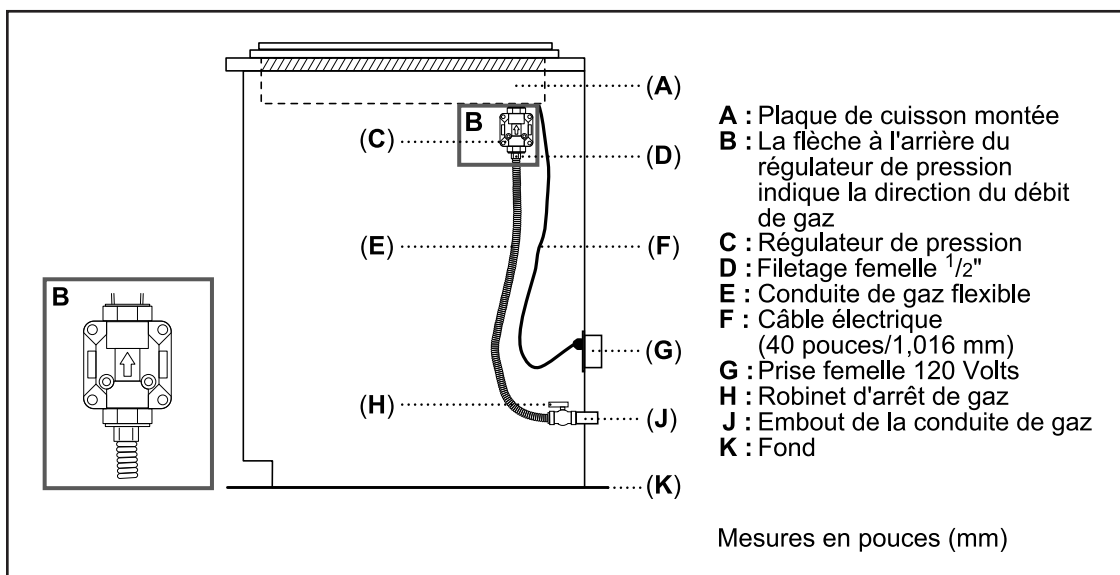 (A)
B
(C)
(D)
(E)
(F)
B
(G)
(H)
(J)
(K)
A : Plaque de cuisson montée
B : La flèche à l'arrière du
régulateur de pression
indique la direction du débit
de gaz
C : Régulateur de pression
D : Filetage femelle 1/2"
E : Conduite de gaz flexible
F : Câble électrique
(40 pouces/1,016 mm)
G : Prise femelle 120 Volts
H : Robinet d'arrêt de gaz
J : Embout de la conduite de gaz
K : Fond
Mesures en pouces (mm)